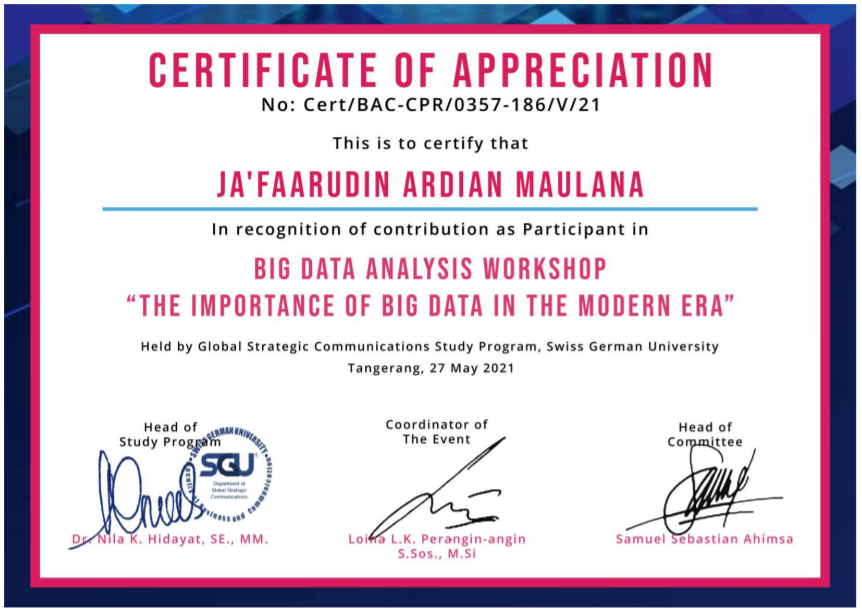 CERTIFICATE OF APPRECIATION
No: Cert/BAC-CPR/0357-186/V/21
This is to certify that
JA'FAARUDIN ARDIAN MAULANA
In recognition of contribution as Participant in
BIG DATA ANALYSIS WORKSHOP
“THE IMPORTANCE OF BIG DATA IN THE MODERN ERA”
Held by Global Strategic Communications Study Program, Swiss German University
Tangerang, 27 May 2021
Head of
Study Program
SWISS GERMAN UNIVERSITY
SGU
Department of
Global Strategic
Communications
Faculty of Business and Communication
Dr. Nila K. Hidayat, SE., MM.
Coordinator of
The Event
Loina L.K. Perangin-angin
S.Sos., M.Si
Head of
Committee
Samuel Sebastian Ahimsa